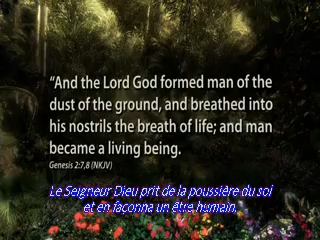 “And the Lord God formed man of the
dust of the ground, and breathed into
his nostrils the breath of life; and man
became a living being.
Genesis 2:7,8 (NKJV)
Le Seigneur Dieu prit de la poussière du sol
et en façonna un être humain,